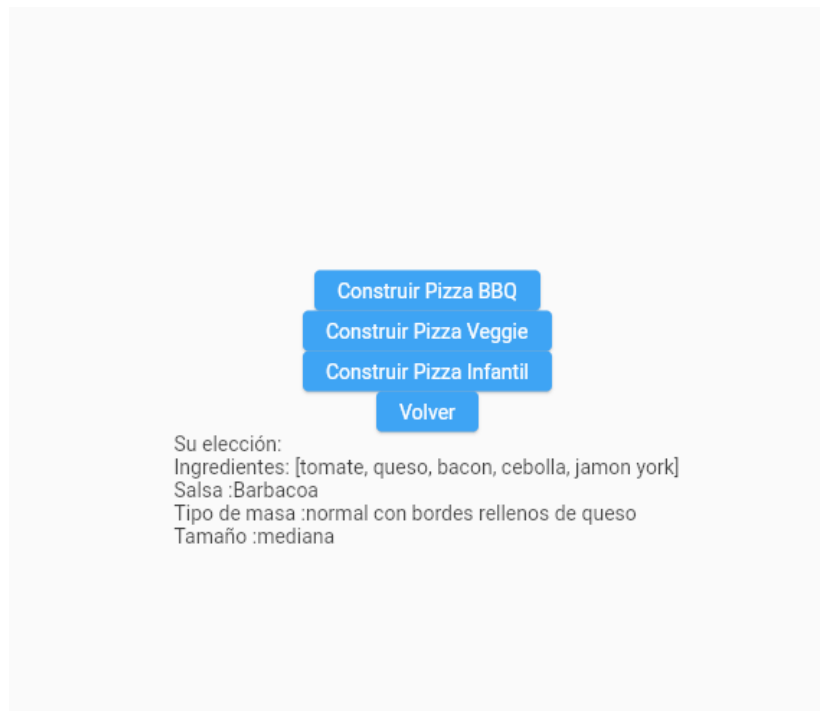 Construir Pizza BBQ
Construir Pizza Veggie
Construir Pizza Infantil
Volver
Su elección:
Ingredientes: [tomate, queso, bacon, cebolla, jamon york]
Salsa :Barbacoa
Tipo de masa :normal con bordes rellenos de queso
Tamaño :mediana